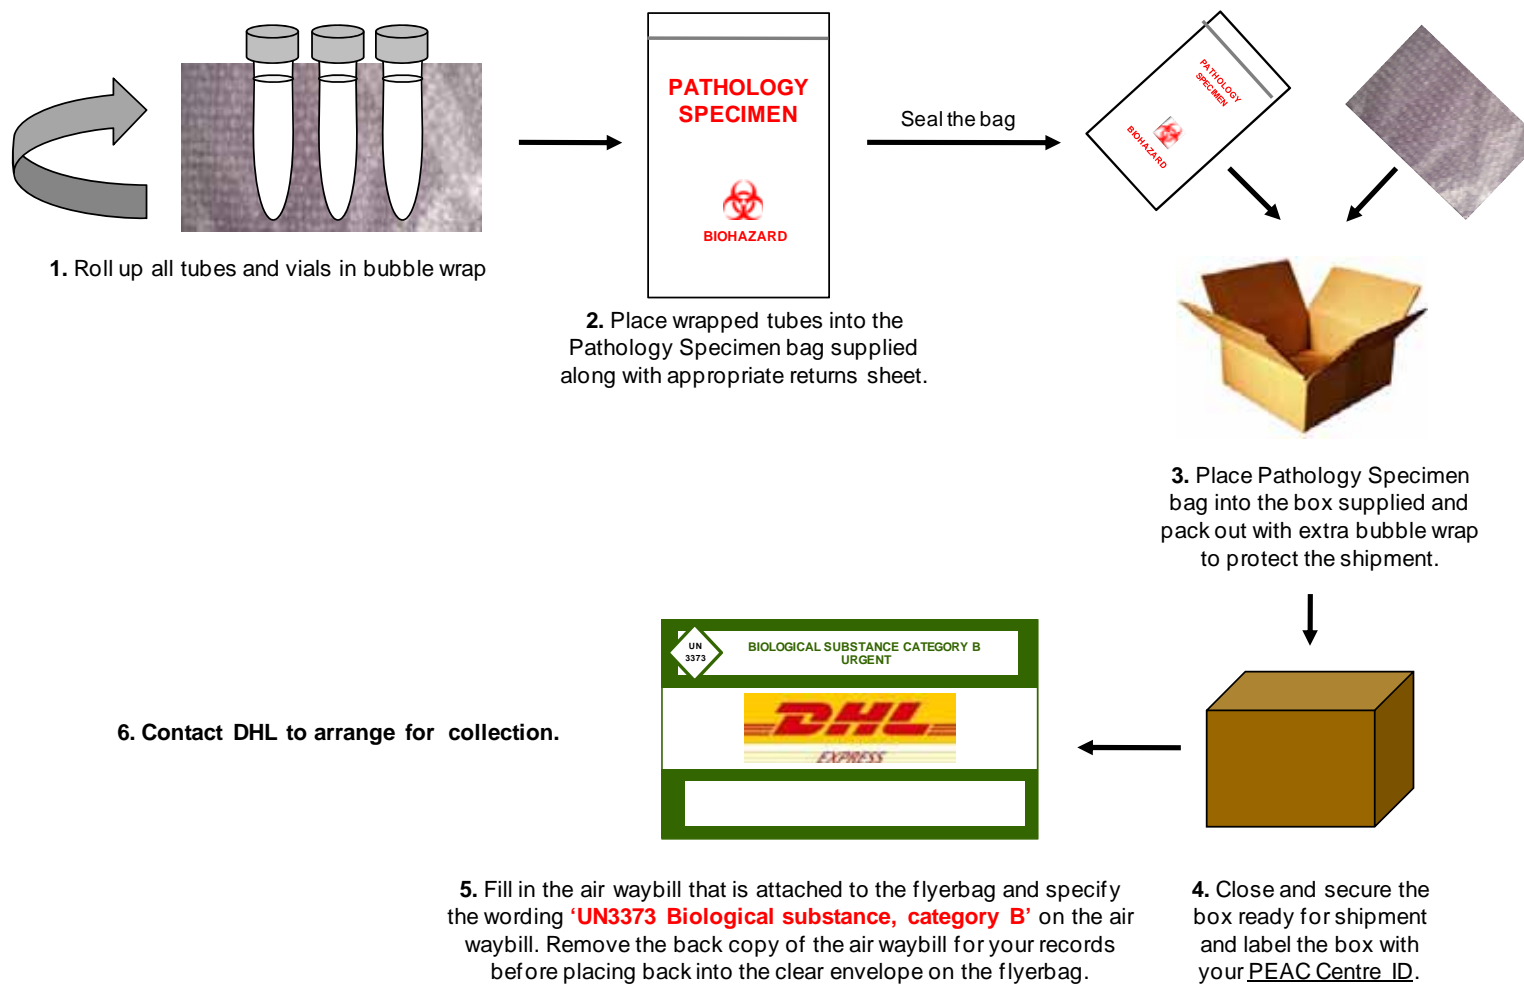 1. Roll up all tubes and vials in bubble wrap
PATHOLOGY
SPECIMEN
BIOHAZARD
2. Place wrapped tubes into the
Pathology Specimen bag supplied
along with appropriate returns sheet.
Seal the bag
PATHOLOGY
SPECIMEN
BIOHAZARD
3. Place Pathology Specimen
bag into the box supplied and
pack out with extra bubble wrap
to protect the shipment.
4. Close and secure the
box ready for shipment
and label the box with
your PEAC Centre ID.
UN
3373
BIOLOGICAL SUBSTANCE CATEGORY B
URGENT
DHL
EXPRESS
5. Fill in the air waybill that is attached to the flyerbag and specify
the wording ‘UN3373 Biological substance, category B’ on the air
waybill. Remove the back copy of the air waybill for your records
before placing back into the clear envelope on the flyerbag.
6. Contact DHL to arrange for collection.